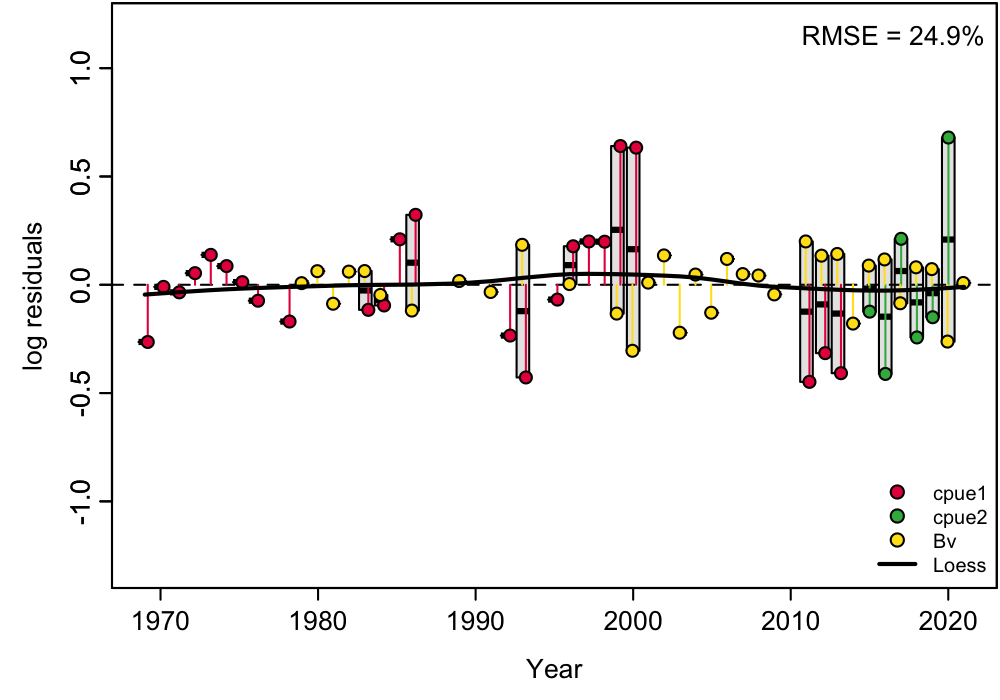 RMSE = 24.9%
1.0
0.5
0.0
-0.5
-1.0
log residuals
cpue1
cpue2
Bv
Loess
1970 1980 1990 2000 2010 2020
Year